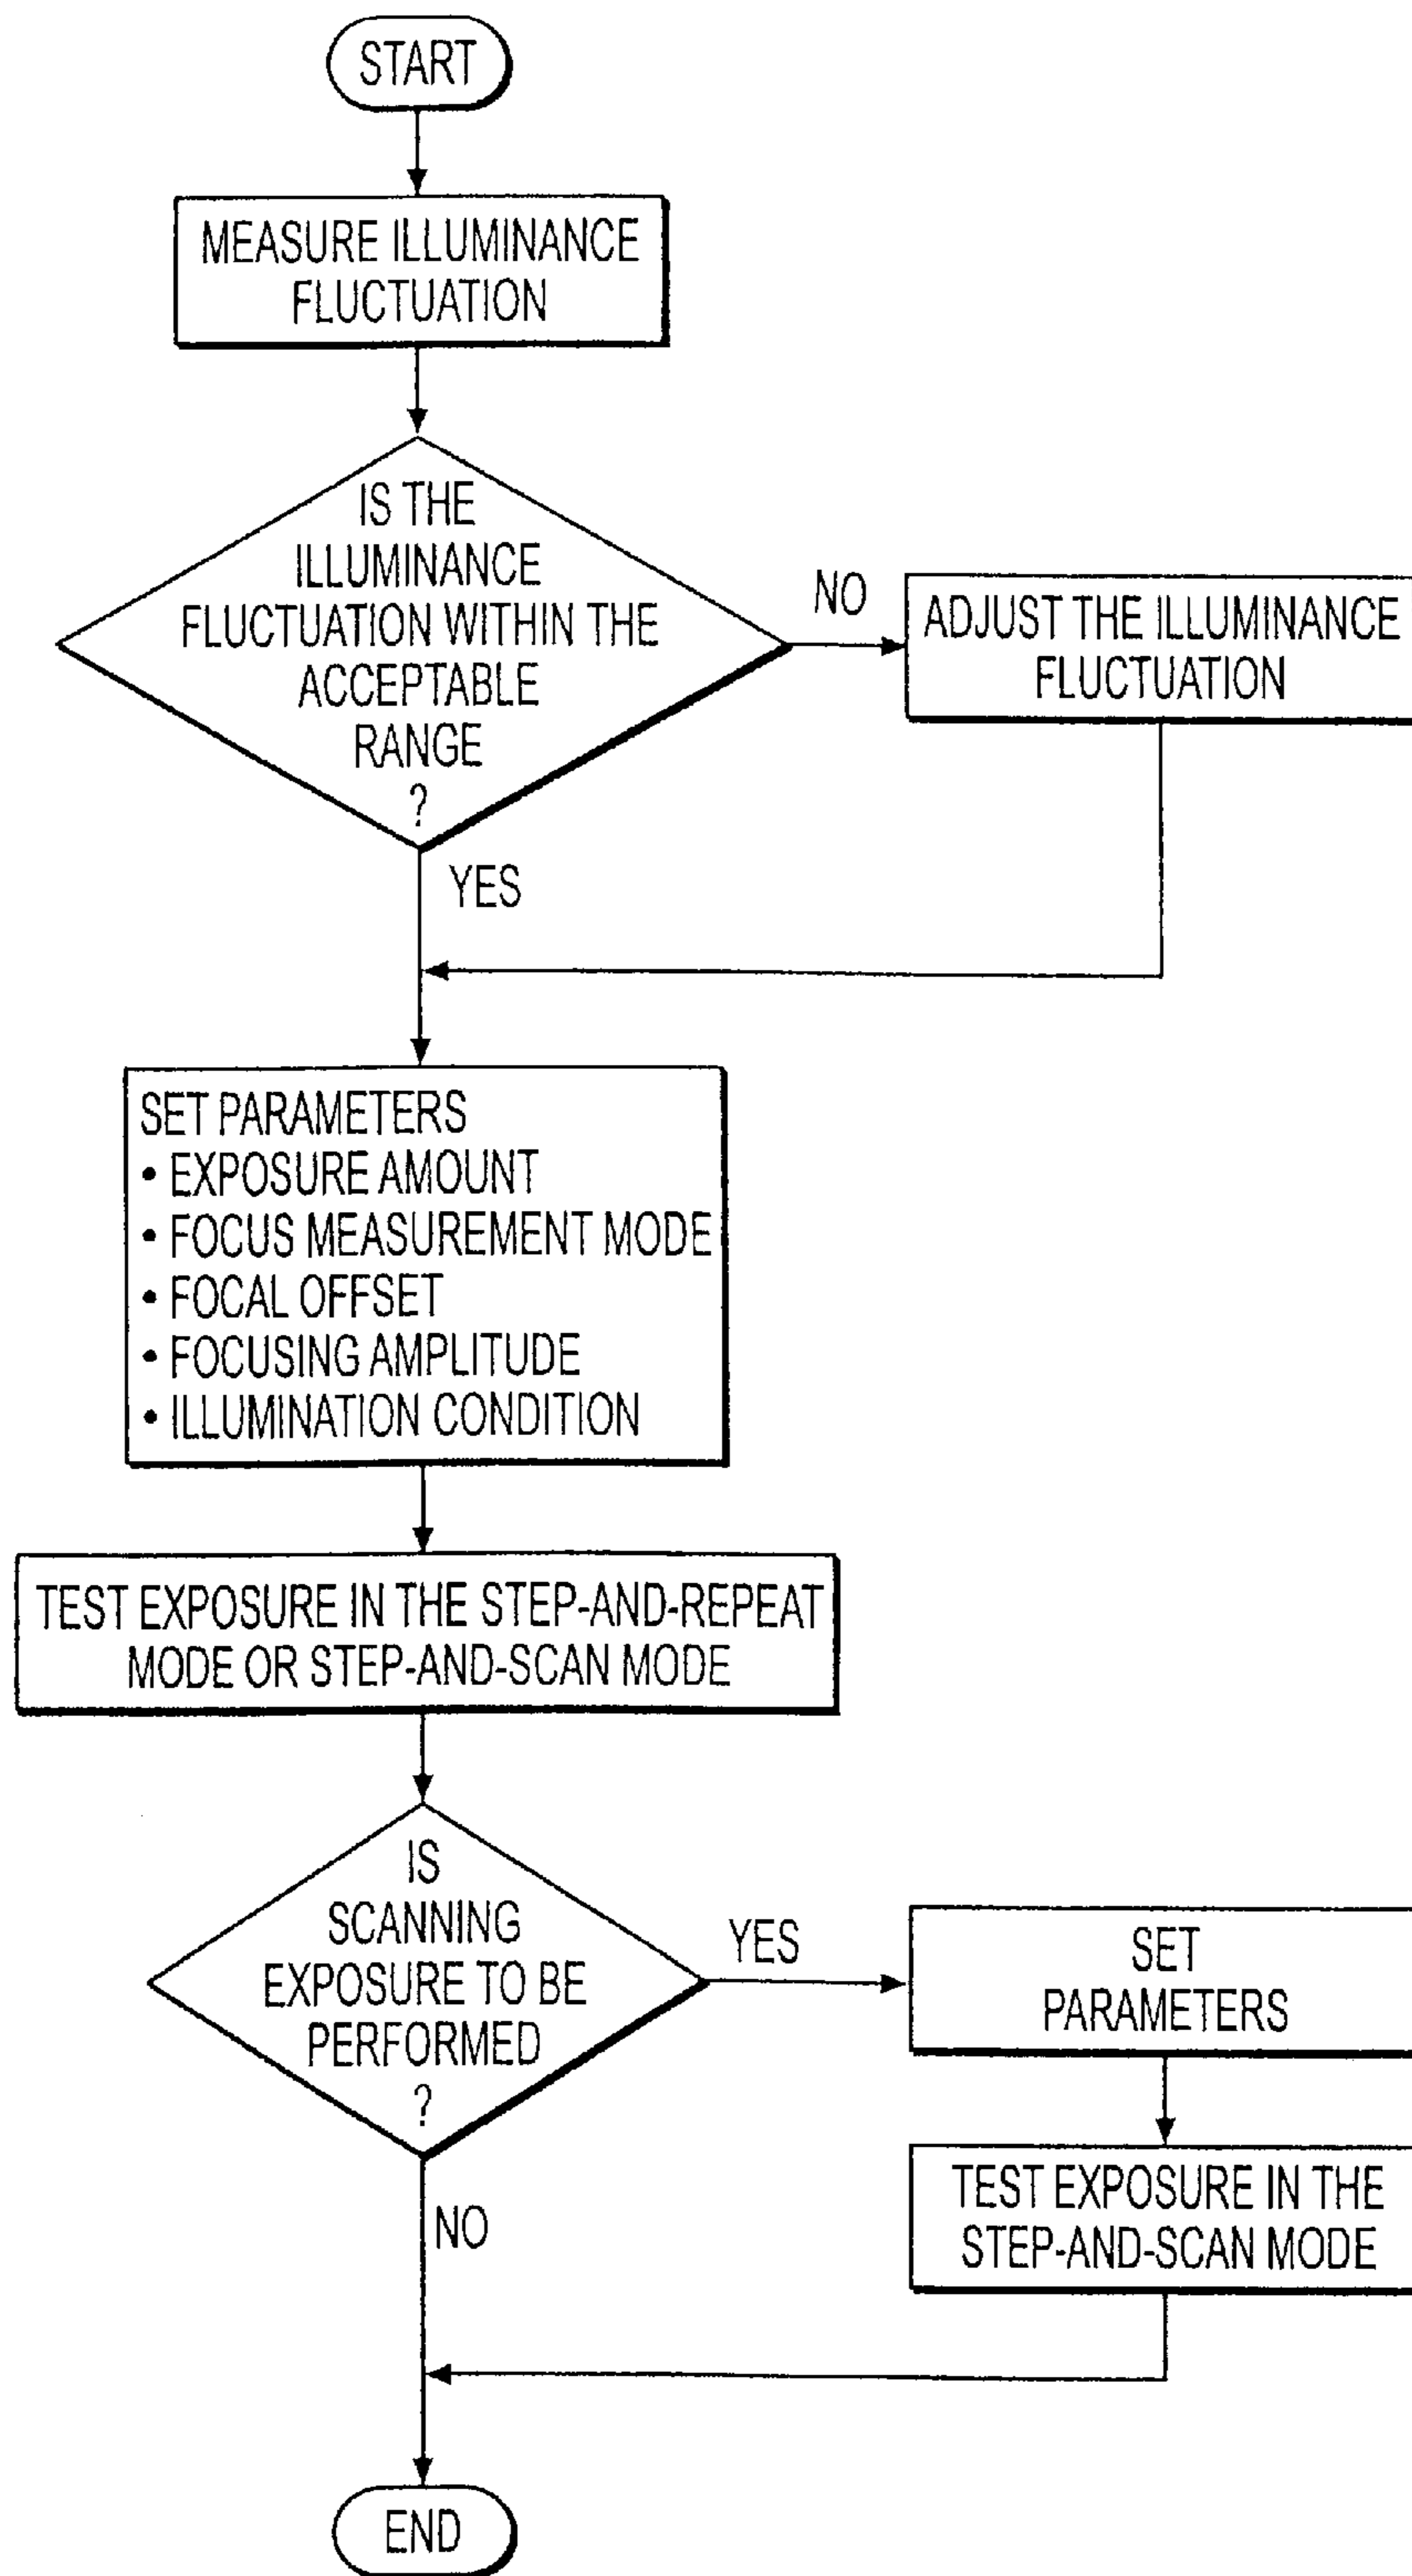 START
MEASURE ILLUMINANCE
FLUCTUATION
IS THE
ILLUMINANCE
FLUCTUATION WITHIN THE
ACCEPTABLE
RANGE
?
NO
ADJUST THE ILLUMINANCE
FLUCTUATION
YES
SET PARAMETERS
• EXPOSURE AMOUNT
• FOCUS MEASUREMENT MODE
• FOCAL OFFSET
• FOCUSING AMPLITUDE
• ILLUMINATION CONDITION
TEST EXPOSURE IN THE STEP-AND-REPEAT
MODE OR STEP-AND-SCAN MODE
IS
SCANNING
EXPOSURE TO BE
PERFORMED
?
YES
SET
PARAMETERS
TEST EXPOSURE IN THE
STEP-AND-SCAN MODE
NO
END